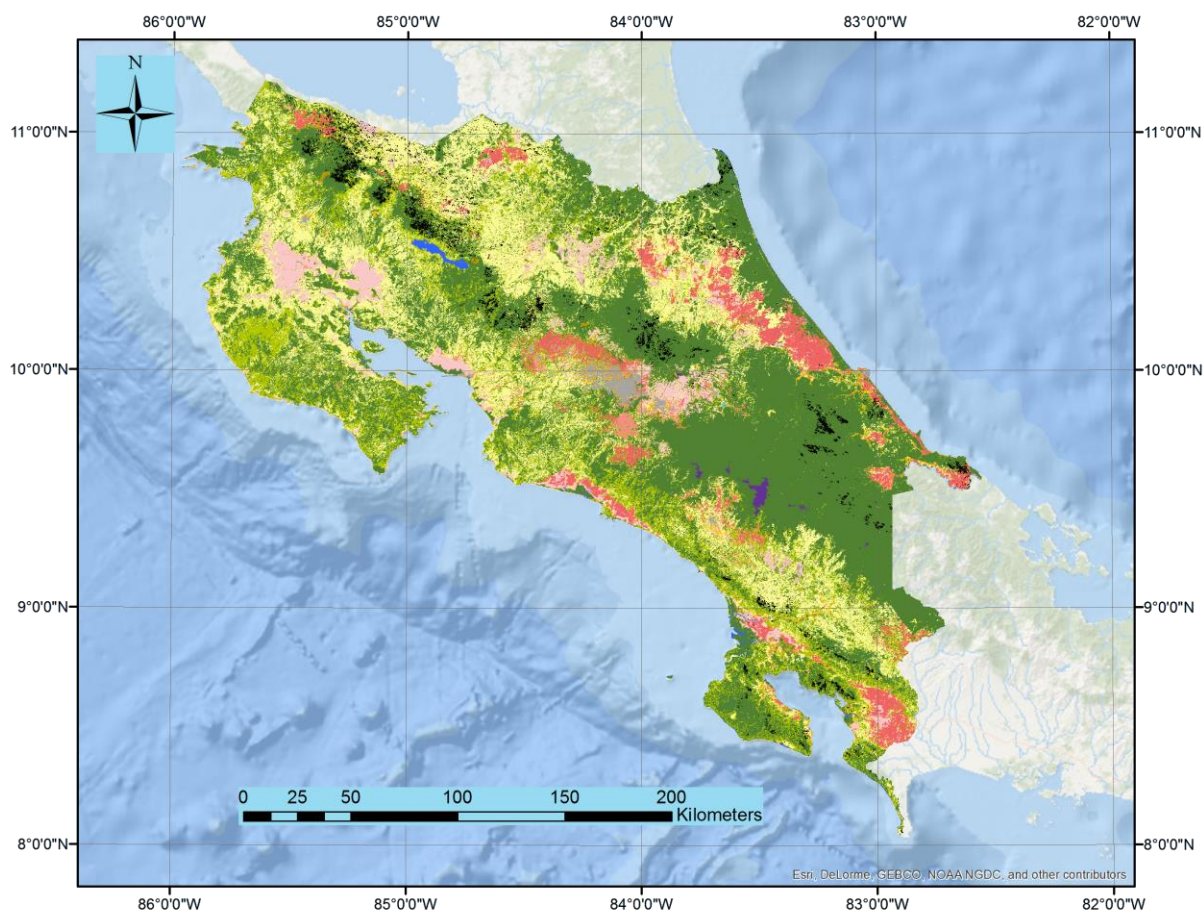 86°0'0"W 85°0'0"W 84°0'0"W 83°0'0"W 82°0'0"W
N
11°0'0"N 11°0'0"N
10°0'0"N 10°0'0"N
9°0'0"N 9°0'0"N
0 25 50 100 150 200
Kilometers
8°0'0"N 8°0'0"N
Esri, DeLorme, GEBCO, NOAA NGDC, and other contributors
86°0'0"W 85°0'0"W 84°0'0"W 83°0'0"W 82°0'0"W